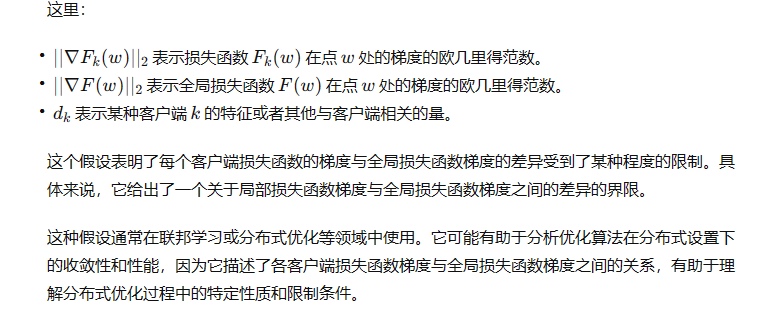 这里：
• ||∇F_k(w)||_2 表示损失函数 F_k(w) 在点 w 处的梯度的欧几里得范数。
• ||∇F(w)||_2 表示全局损失函数 F(w) 在点 w 处的梯度的欧几里得范数。
• d_k 表示某种客户端 k 的特征或者其他与客户端相关的量。
这个假设表明了每个客户端损失函数的梯度与全局损失函数梯度的差异受到了某种程度的限制。具
体来说，它给出了一个关于局部损失函数梯度与全局损失函数梯度之间的差异的界限。
这种假设通常在联邦学习或分布式优化等领域中使用。它可能有助于分析优化算法在分布式设置下
的收敛性和性能，因为它描述了各客户端损失函数梯度与全局损失函数梯度之间的关系，有助于理
解分布式优化过程中的特定性质和限制条件。